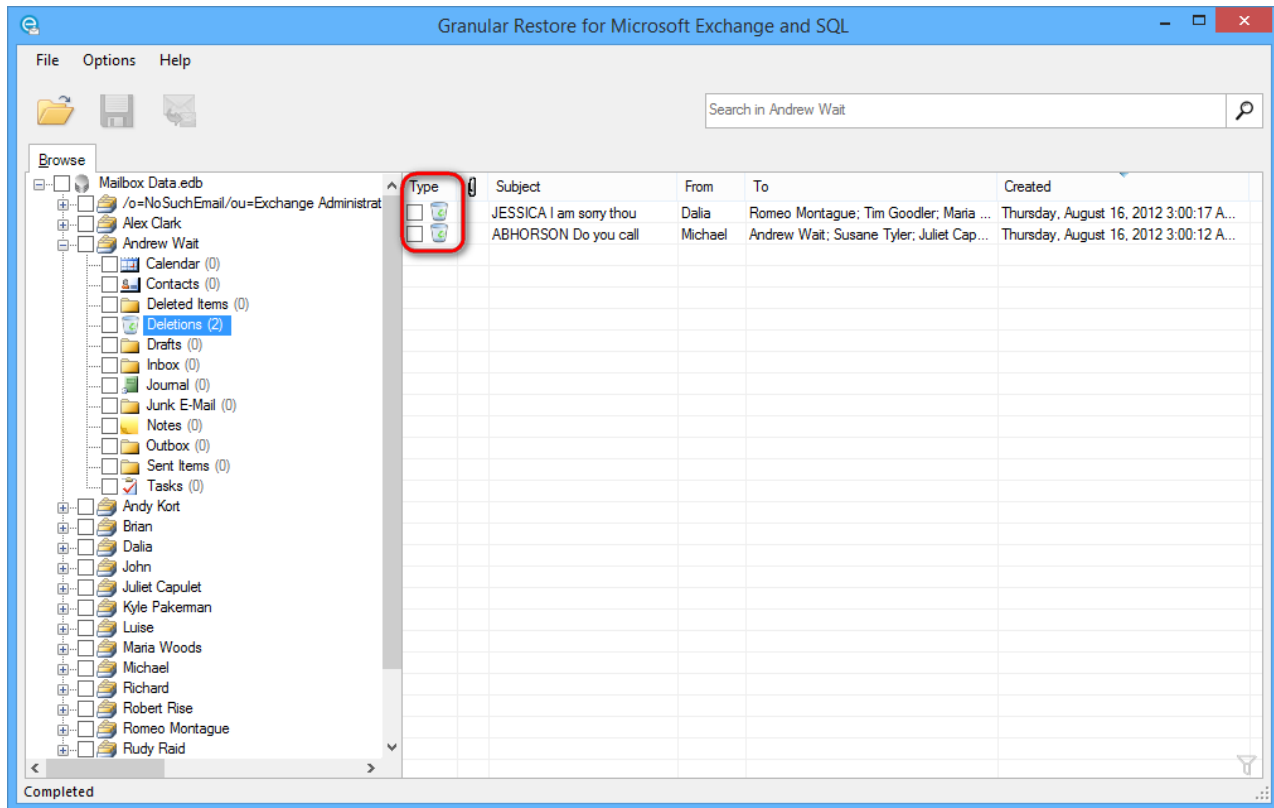 Granular Restore for Microsoft Exchange and SQL
File Options Help
Search in Andrew Wait
Browse
Type Subject From To Created
Mailbox Data.edb
/o=NoSuchEmail/ou=Exchange Administrat
JESSICA I am sorry thou Dalia Romeo Montague; Tim Goodler; Maria ... Thursday, August 16, 2012 3:00:17 A...
Alex Clark
ABHORSON Do you call Michael Andrew Wait; Susane Tyler; Juliet Cap... Thursday, August 16, 2012 3:00:12 A...
Andrew Wait
Calendar (0)
Contacts (0)
Deleted Items (0)
Deletions (2)
Drafts (0)
Inbox (0)
Journal (0)
Junk E-Mail (0)
Notes (0)
Outbox (0)
Sent Items (0)
Tasks (0)
Andy Kort
Brian
Dalia
John
Juliet Capulet
Kyle Pakerman
Luise
Maria Woods
Michael
Richard
Robert Rise
Romeo Montague
Rudy Raid
Completed